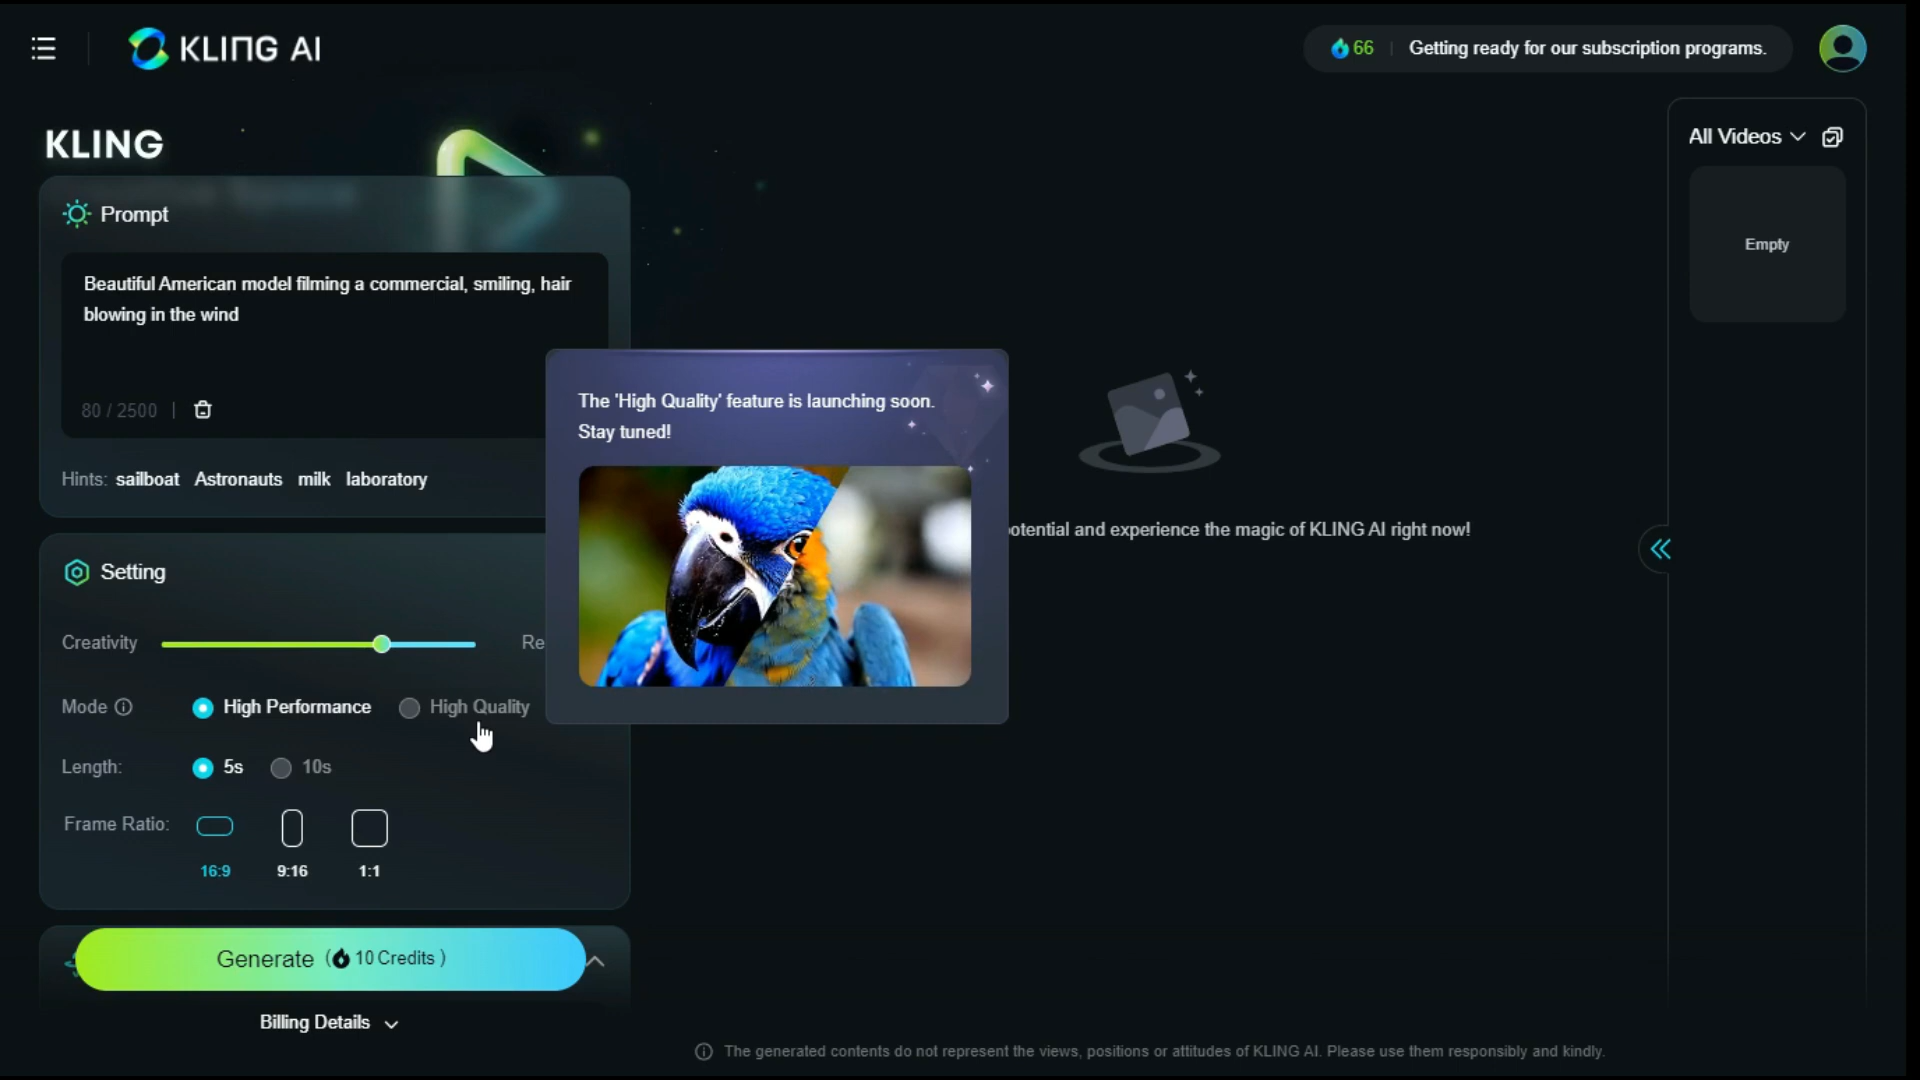 KLING AI
66
Getting ready for our subscription programs.
KLING
Prompt
Beautiful American model filming a commercial, smiling, hair
blowing in the wind
80 / 2500
Hints: sailboat Astronauts milk laboratory
Setting
Creativity
Re
Mode
High Performance
High Quality
Length:
5s
10s
Frame Ratio:
16:9
9:16
1:1
Generate ( 10 Credits )
Billing Details
The 'High Quality' feature is launching soon.
Stay tuned!
otential and experience the magic of KLING AI right now!
All Videos
Empty
The generated contents do not represent the views, positions or attitudes of KLING AI. Please use them responsibly and kindly.